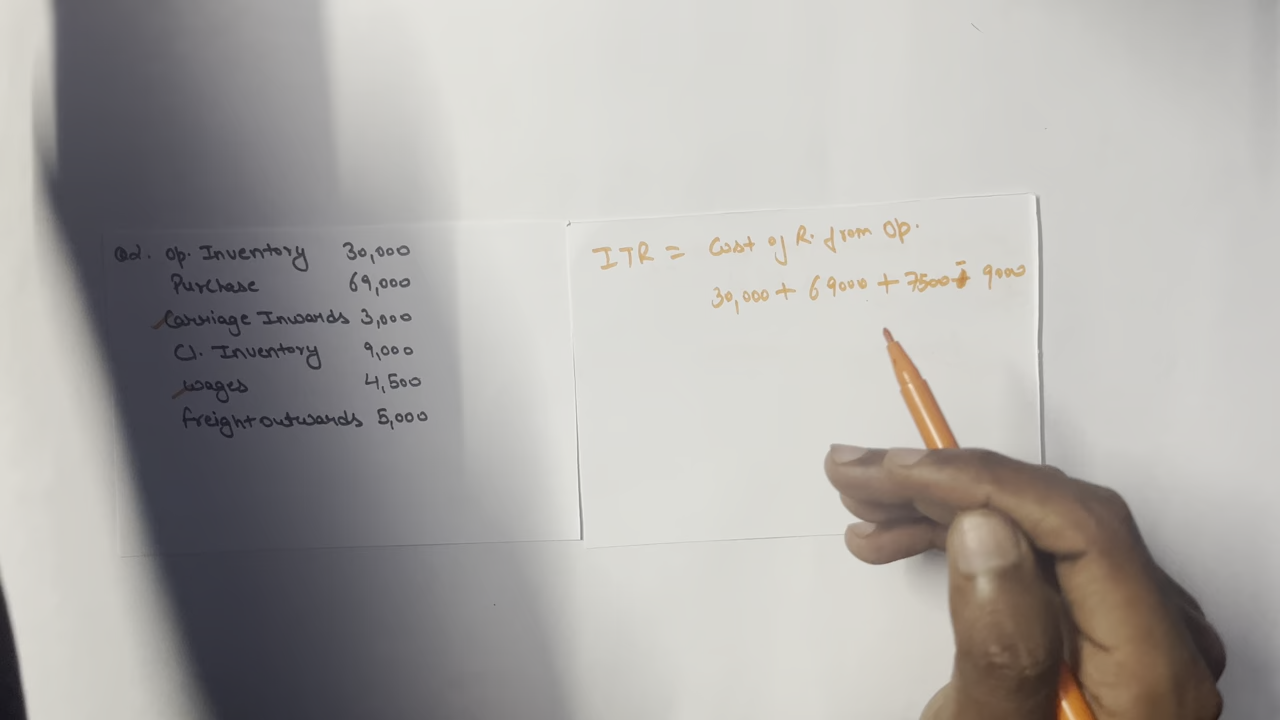 Qd. Op. Inventory 30,000
Purchase 69,000
Carriage Inwards 3,000
Cl. Inventory 9,000
wages 4,500
freight outwards 5,000
ITR = Cost of R. from Op.
30,000 + 69000 + 7500 - 9000